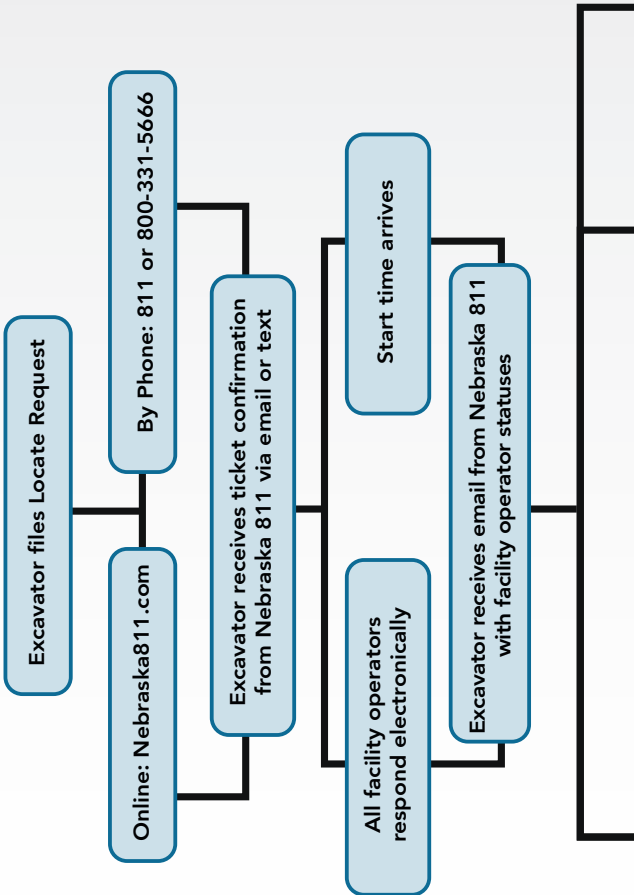 Excavator files Locate Request
Online: Nebraska811.com
By Phone: 811 or 800-331-5666
Excavator receives ticket confirmation
from Nebraska 811 via email or text
All facility operators
respond electronically
Start time arrives
Excavator receives email from Nebraska 811
with facility operator statuses